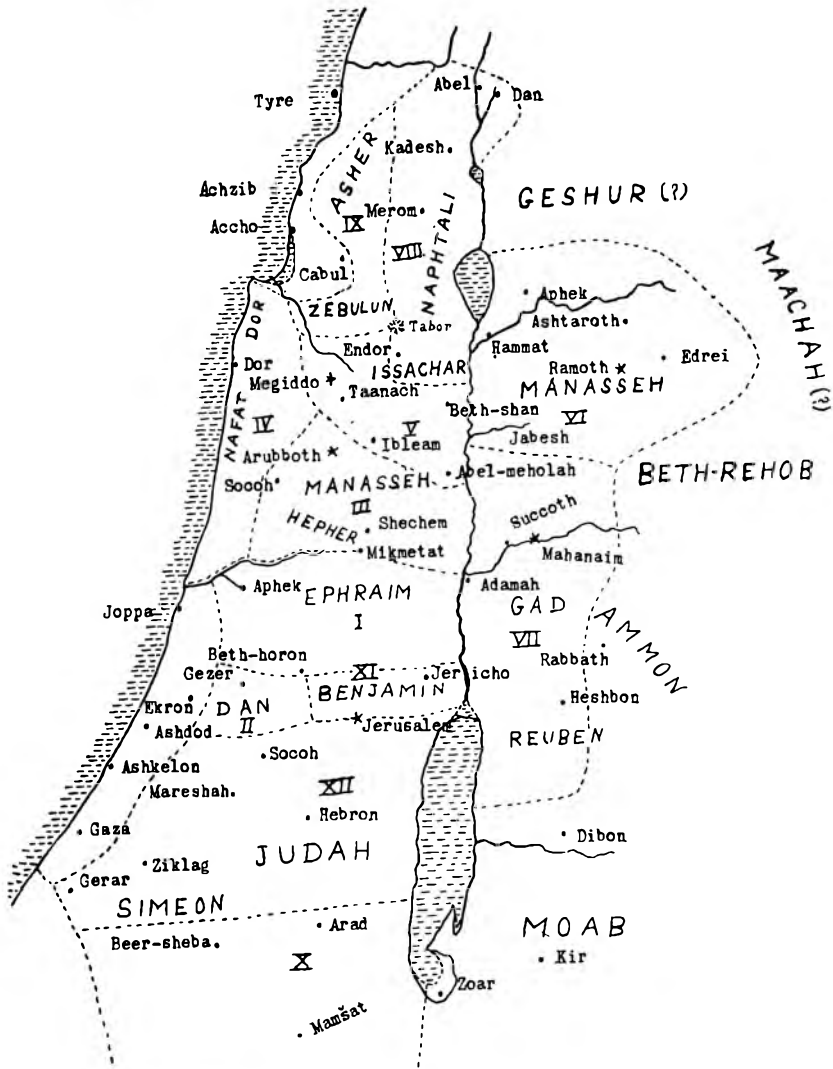 Tyre
Abel
Dan
Kadesh
ASHER
Achzib
GESHUR (?)
IX
Merom
NAPHTALI
Accho
VIII
MAACHAH (?)
Cabul
Aphek
ZEBULUN
Ashtaroth
DOR
Tabor
Hammat
Endor
Edrei
Dor
ISSACHAR
Ramoth
Megiddo
MANASSEH
Taanach
NAFAT
Beth-shan
VI
IV
V
Ibleam
Jabesh
Arubboth
Abel-meholah
BETH-REHOB
Socoh
MANASSEH
III
Succoth
HEPHER
Shechem
Mikmetat
Mahanaim
Adamah
Aphek
EPHRAIM
GAD
Joppa
I
AMMON
VII
Beth-horon
Rabbath
Gezer
XI
Jericho
BENJAMIN
Ekron
DAN
Heshbon
Ashdod
II
Jerusalem
REUBEN
Socoh
Ashkelon
Mareshah.
XII
Hebron
Gaza
Dibon
JUDAH
Ziklag
Gerar
SIMEON
Arad
MOAB
Beer-sheba.
Kir
X
Zoar
Mamšat